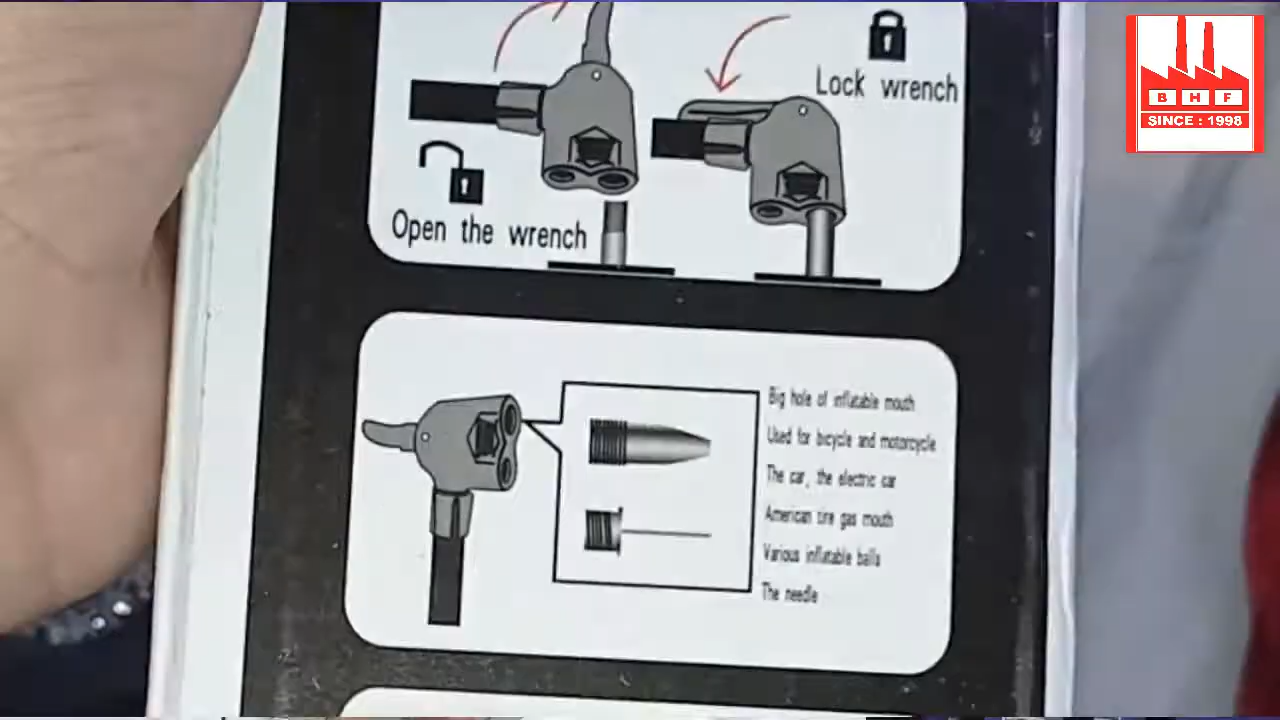 Lock wrench
Open the wrench
Big hole of inflatable mouth
Used for bicycle and motorcycle
The car, the electric car
American tire gas mouth
Various inflatable balls
The needle
B H F
SINCE : 1998